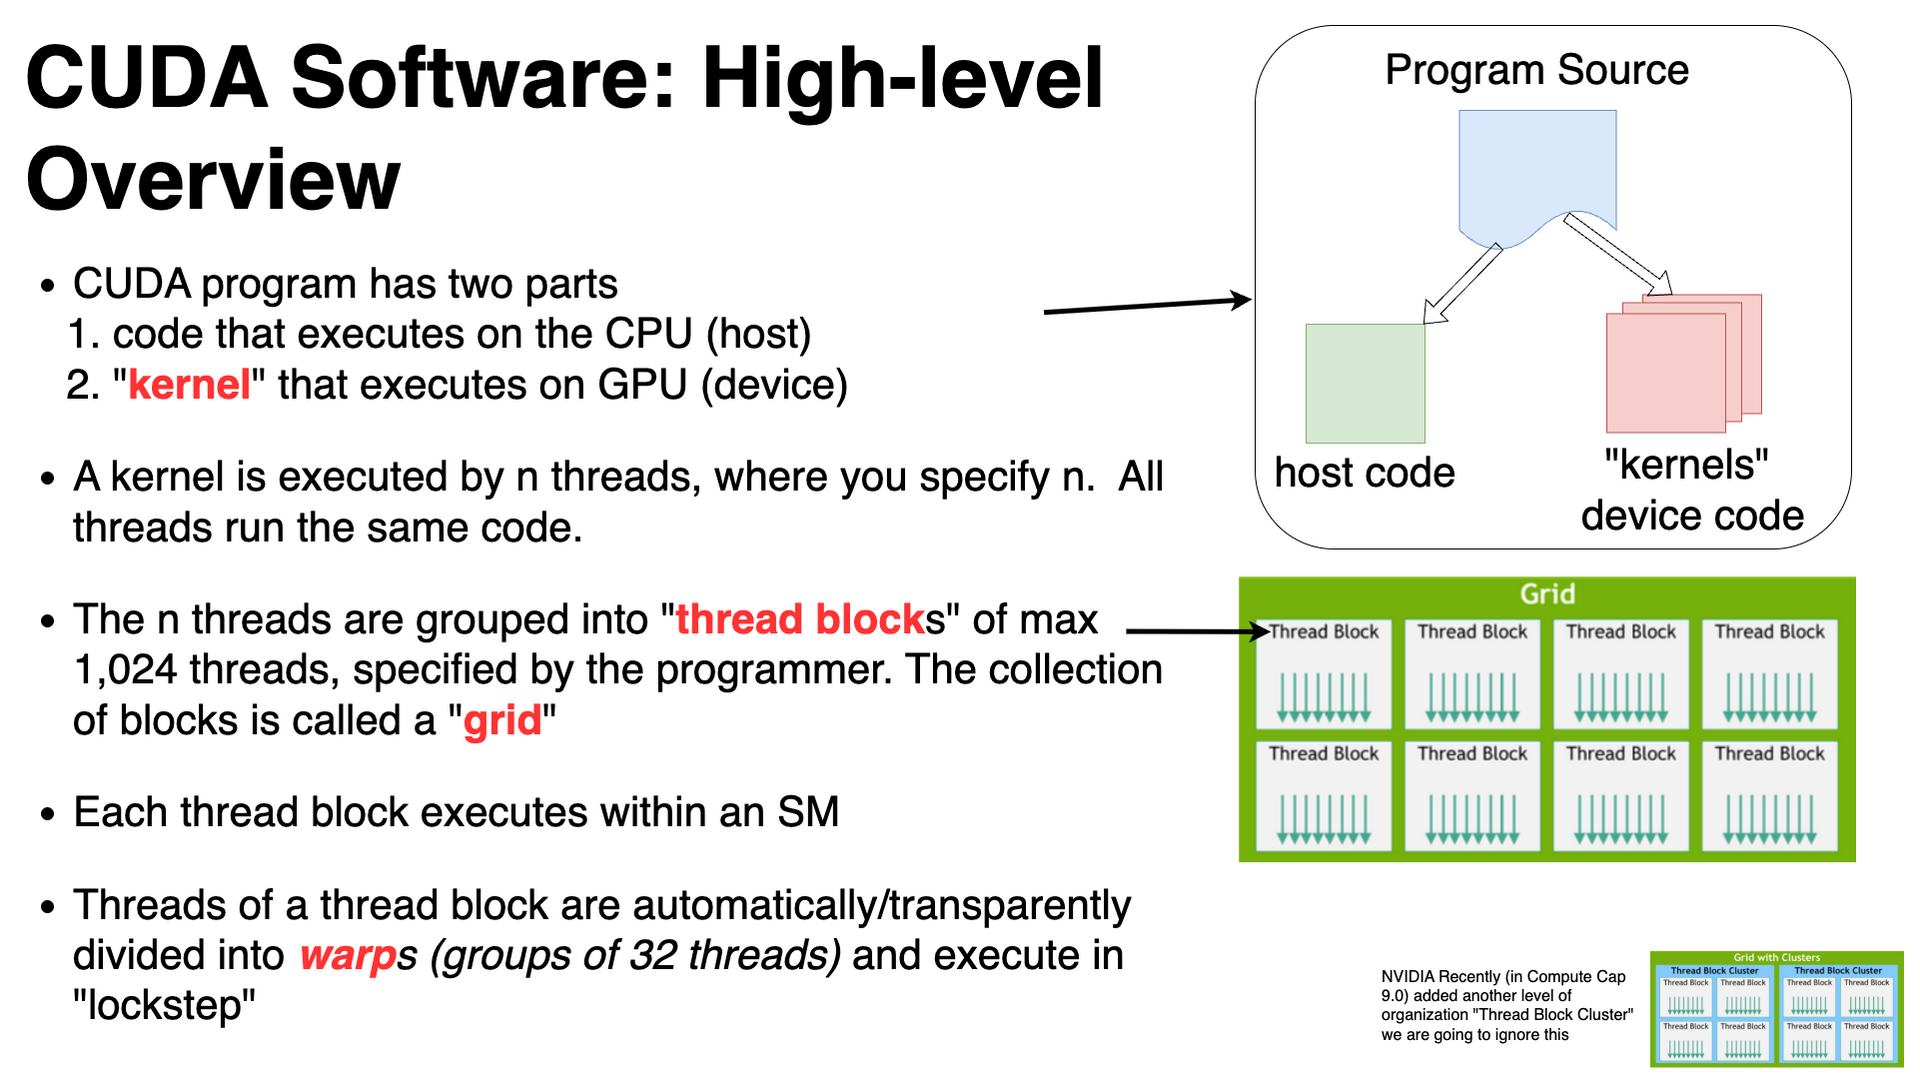 CUDA Software: High-level
Overview
• CUDA program has two parts
1. code that executes on the CPU (host)
2. "kernel" that executes on GPU (device)
• A kernel is executed by n threads, where you specify n.  All
threads run the same code.
• The n threads are grouped into "thread blocks" of max
1,024 threads, specified by the programmer. The collection
of blocks is called a "grid"
• Each thread block executes within an SM
• Threads of a thread block are automatically/transparently
divided into warps (groups of 32 threads) and execute in
"lockstep"
Program Source
host code
"kernels"
device code
Grid
Thread Block Thread Block Thread Block Thread Block
Thread Block Thread Block Thread Block Thread Block
NVIDIA Recently (in Compute Cap
9.0) added another level of
organization "Thread Block Cluster"
we are going to ignore this
Grid with Clusters
Thread Block Cluster Thread Block Cluster
Thread Block Thread Block Thread Block Thread Block
Thread Block Thread Block Thread Block Thread Block